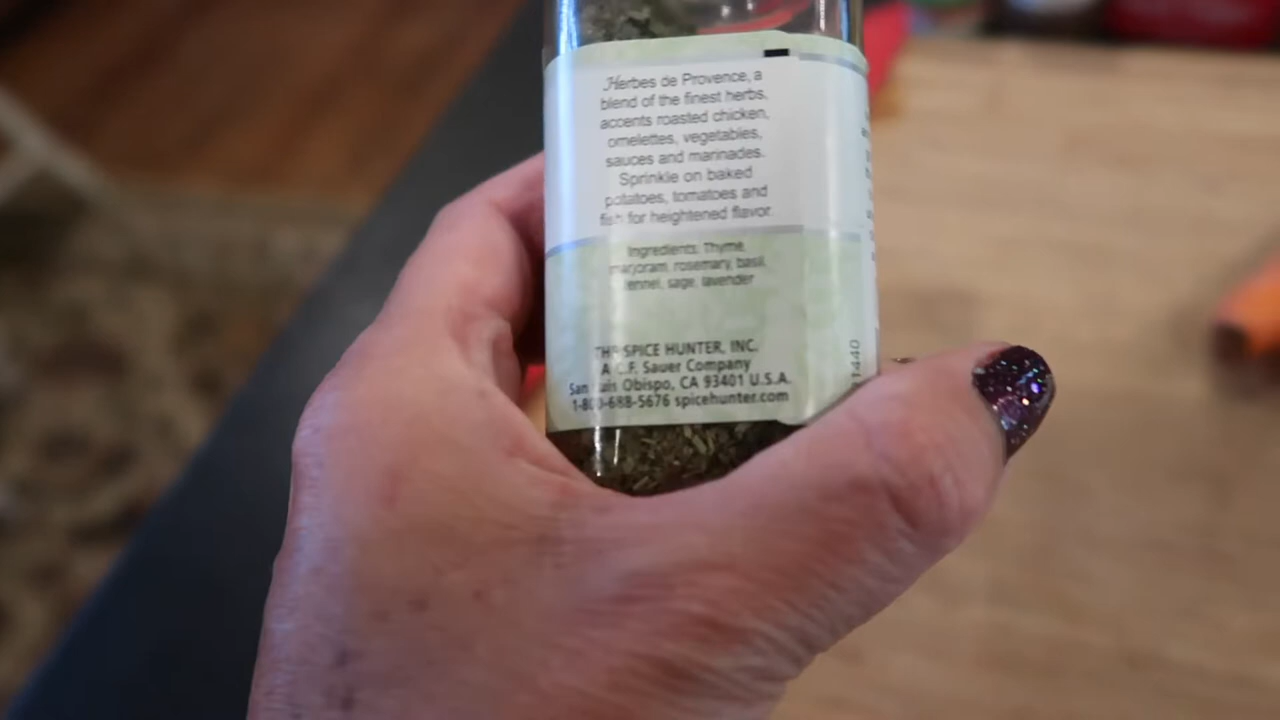 Herbes de Provence, a
blend of the finest herbs,
accents roasted chicken,
omelettes, vegetables,
sauces and marinades.
Sprinkle on baked
potatoes, tomatoes and
fish for heightened flavor.
Ingredients: Thyme,
marjoram, rosemary, basil,
fennel, sage, lavender
THE SPICE HUNTER, INC.
A C.F. Sauer Company
San Luis Obispo, CA 93401 U.S.A.
1-800-688-5676 spicehunter.com
1440